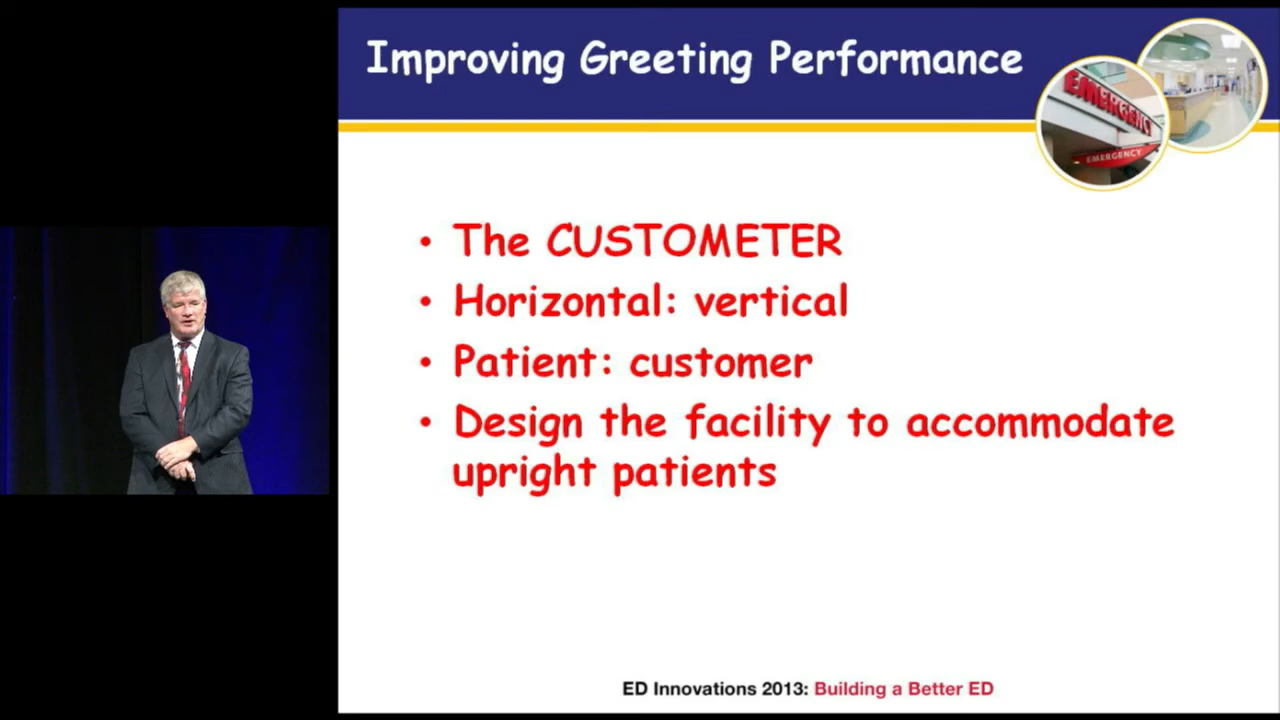 Improving Greeting Performance
EMERGENC
EMERGENCY
• The CUSTOMETER
• Horizontal: vertical
• Patient: customer
• Design the facility to accommodate
upright patients
ED Innovations 2013: Building a Better ED